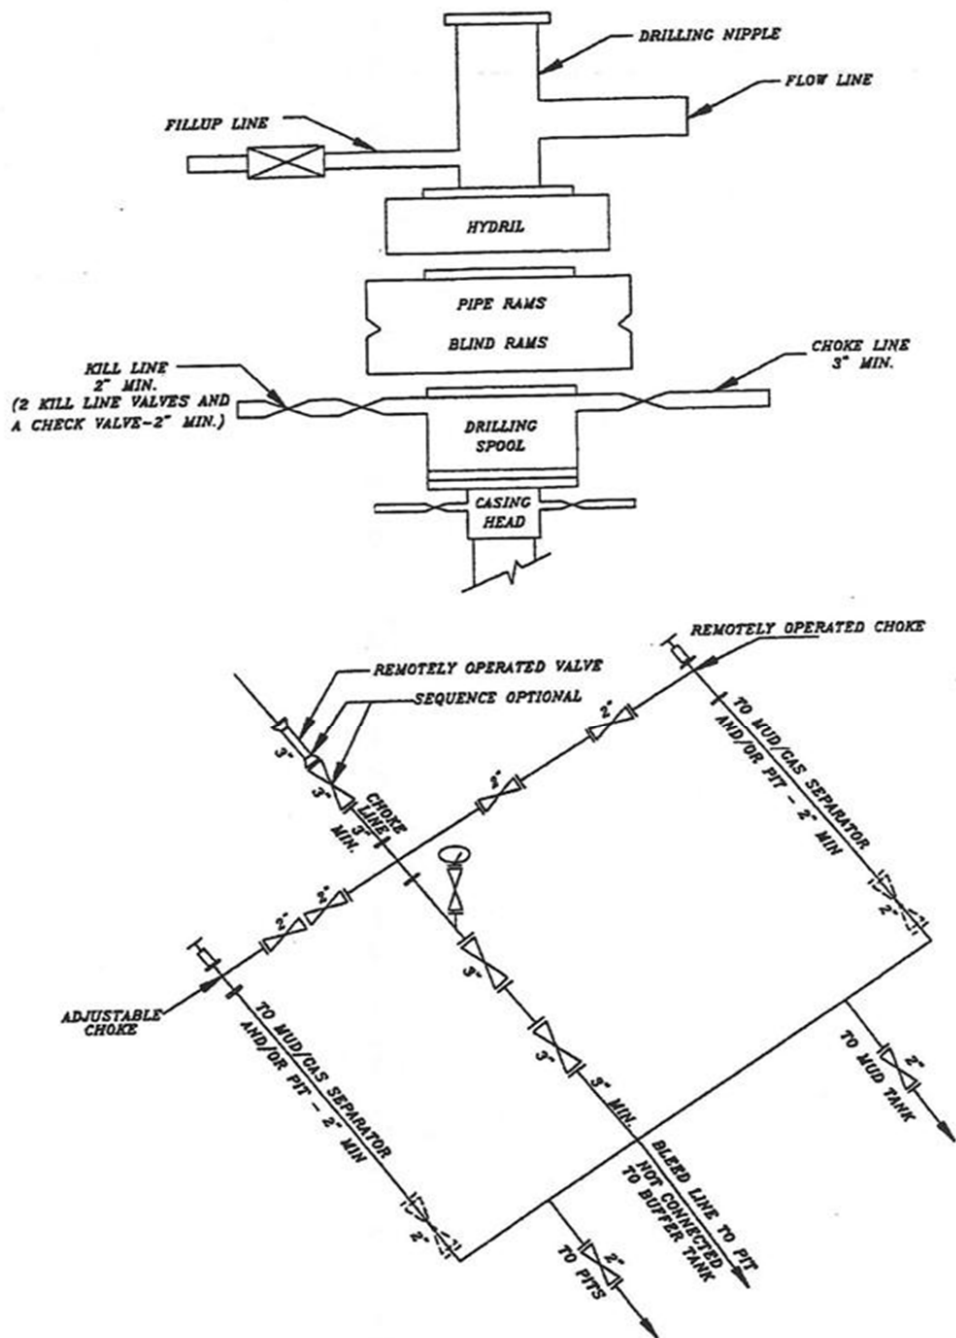 DRILLING NIPPLE
FLOW LINE
FILLUP LINE
HYDRIL
PIPE RAMS
BLIND RAMS
KILL LINE
2" MIN.
(2 KILL LINE VALVES AND
A CHECK VALVE-2" MIN.)
CHOKE LINE
3" MIN.
DRILLING
SPOOL
CASING
HEAD
REMOTELY OPERATED CHOKE
REMOTELY OPERATED VALVE
SEQUENCE OPTIONAL
3"
3"
CHOKE
LINE
3"
MIN.
2"
2"
TO MUD/GAS SEPARATOR
AND/OR PIT - 2" MIN
2"
2"
2"
3"
3"
3" MIN.
ADJUSTABLE
CHOKE
TO MUD/GAS SEPARATOR
AND/OR PIT - 2" MIN
2"
TO MUD TANK
2"
BLEED LINE TO PIT
NOT CONNECTED
TO BUFFER TANK
TO PITS
2"